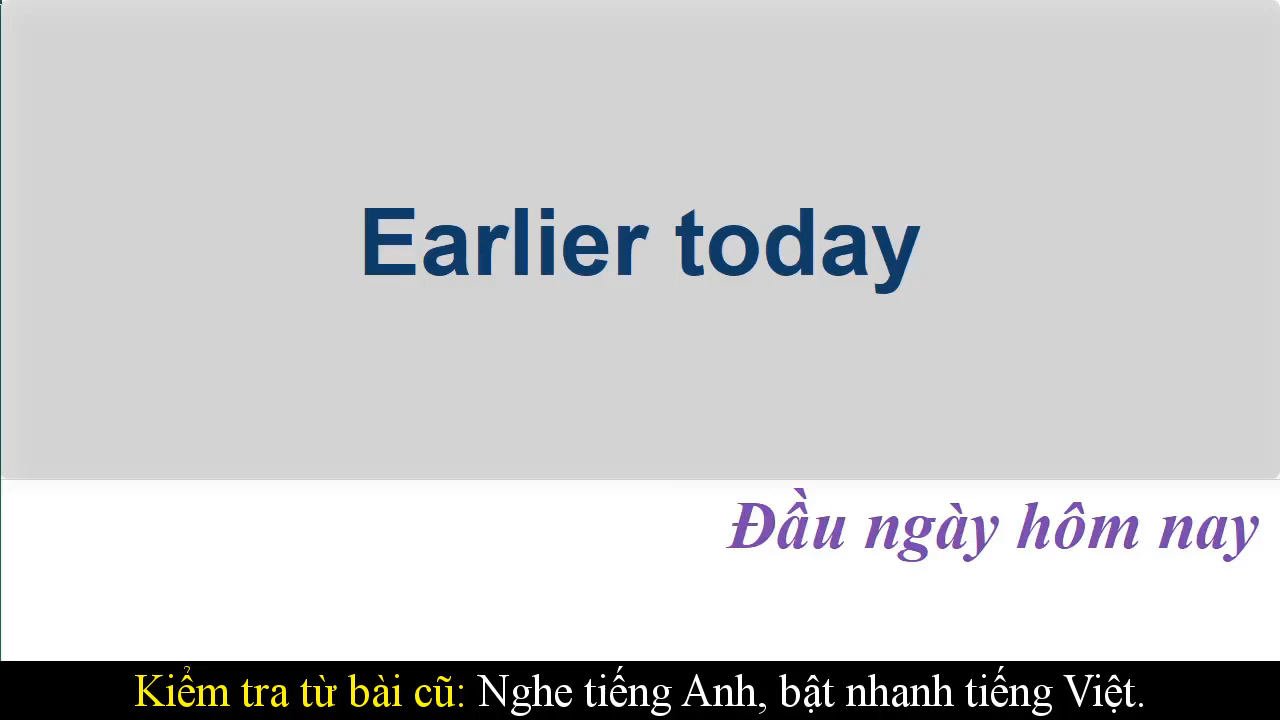 Earlier today
Đầu ngày hôm nay
Kiểm tra từ bài cũ: Nghe tiếng Anh, bật nhanh tiếng Việt.